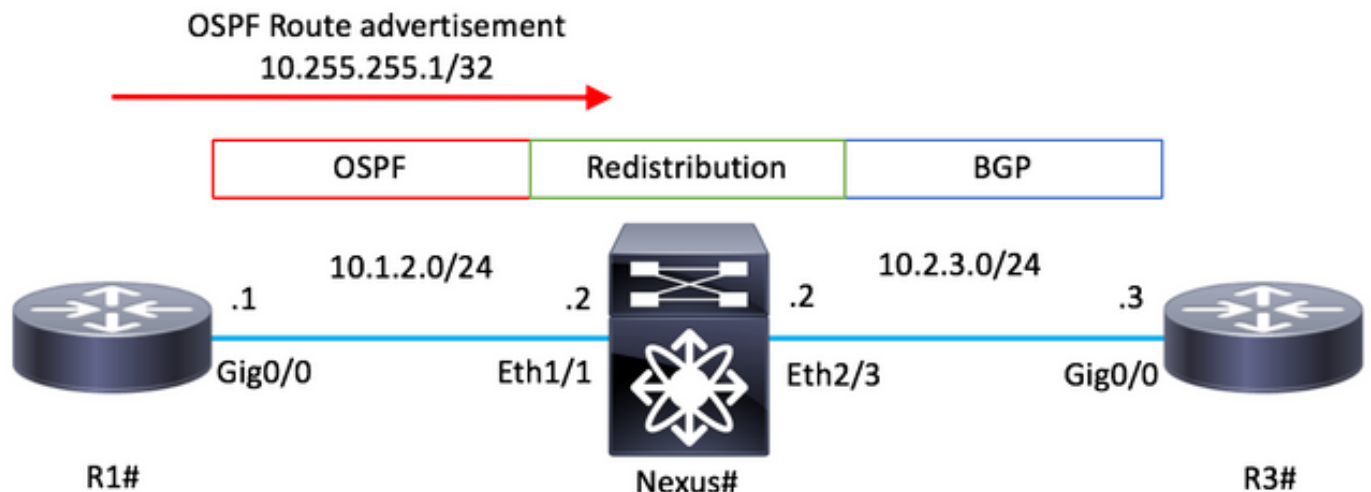 OSPF Route advertisement
10.255.255.1/32
OSPF
Redistribution
BGP
10.1.2.0/24
10.2.3.0/24
.1
.2
.2
.3
Gig0/0
Eth1/1
Eth2/3
Gig0/0
R1#
Nexus#
R3#